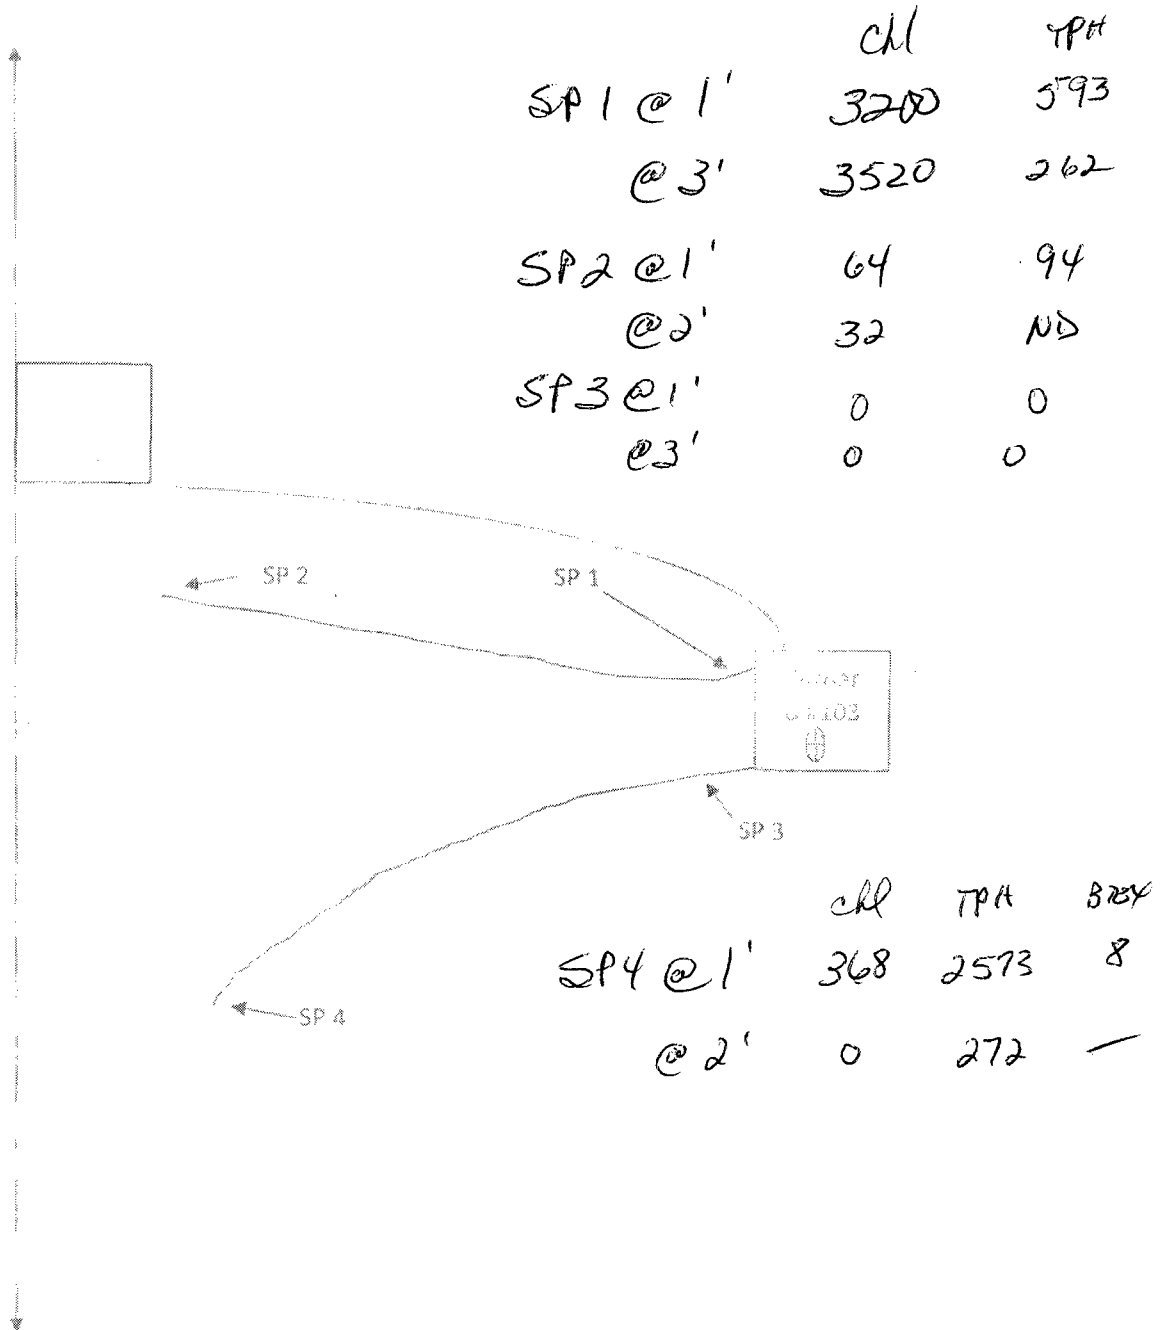 Chl TPH
SP1 @ 1' 3200 593
@ 3' 3520 262
SP2 @ 1' 64 94
@ 2' 32 ND
SP3 @ 1' 0 0
@ 3' 0 0
SP 2 SP 1
SP 3
chl TPH BTEX
SP4 @ 1' 368 2573 8
SP 4
@ 2' 0 272 —